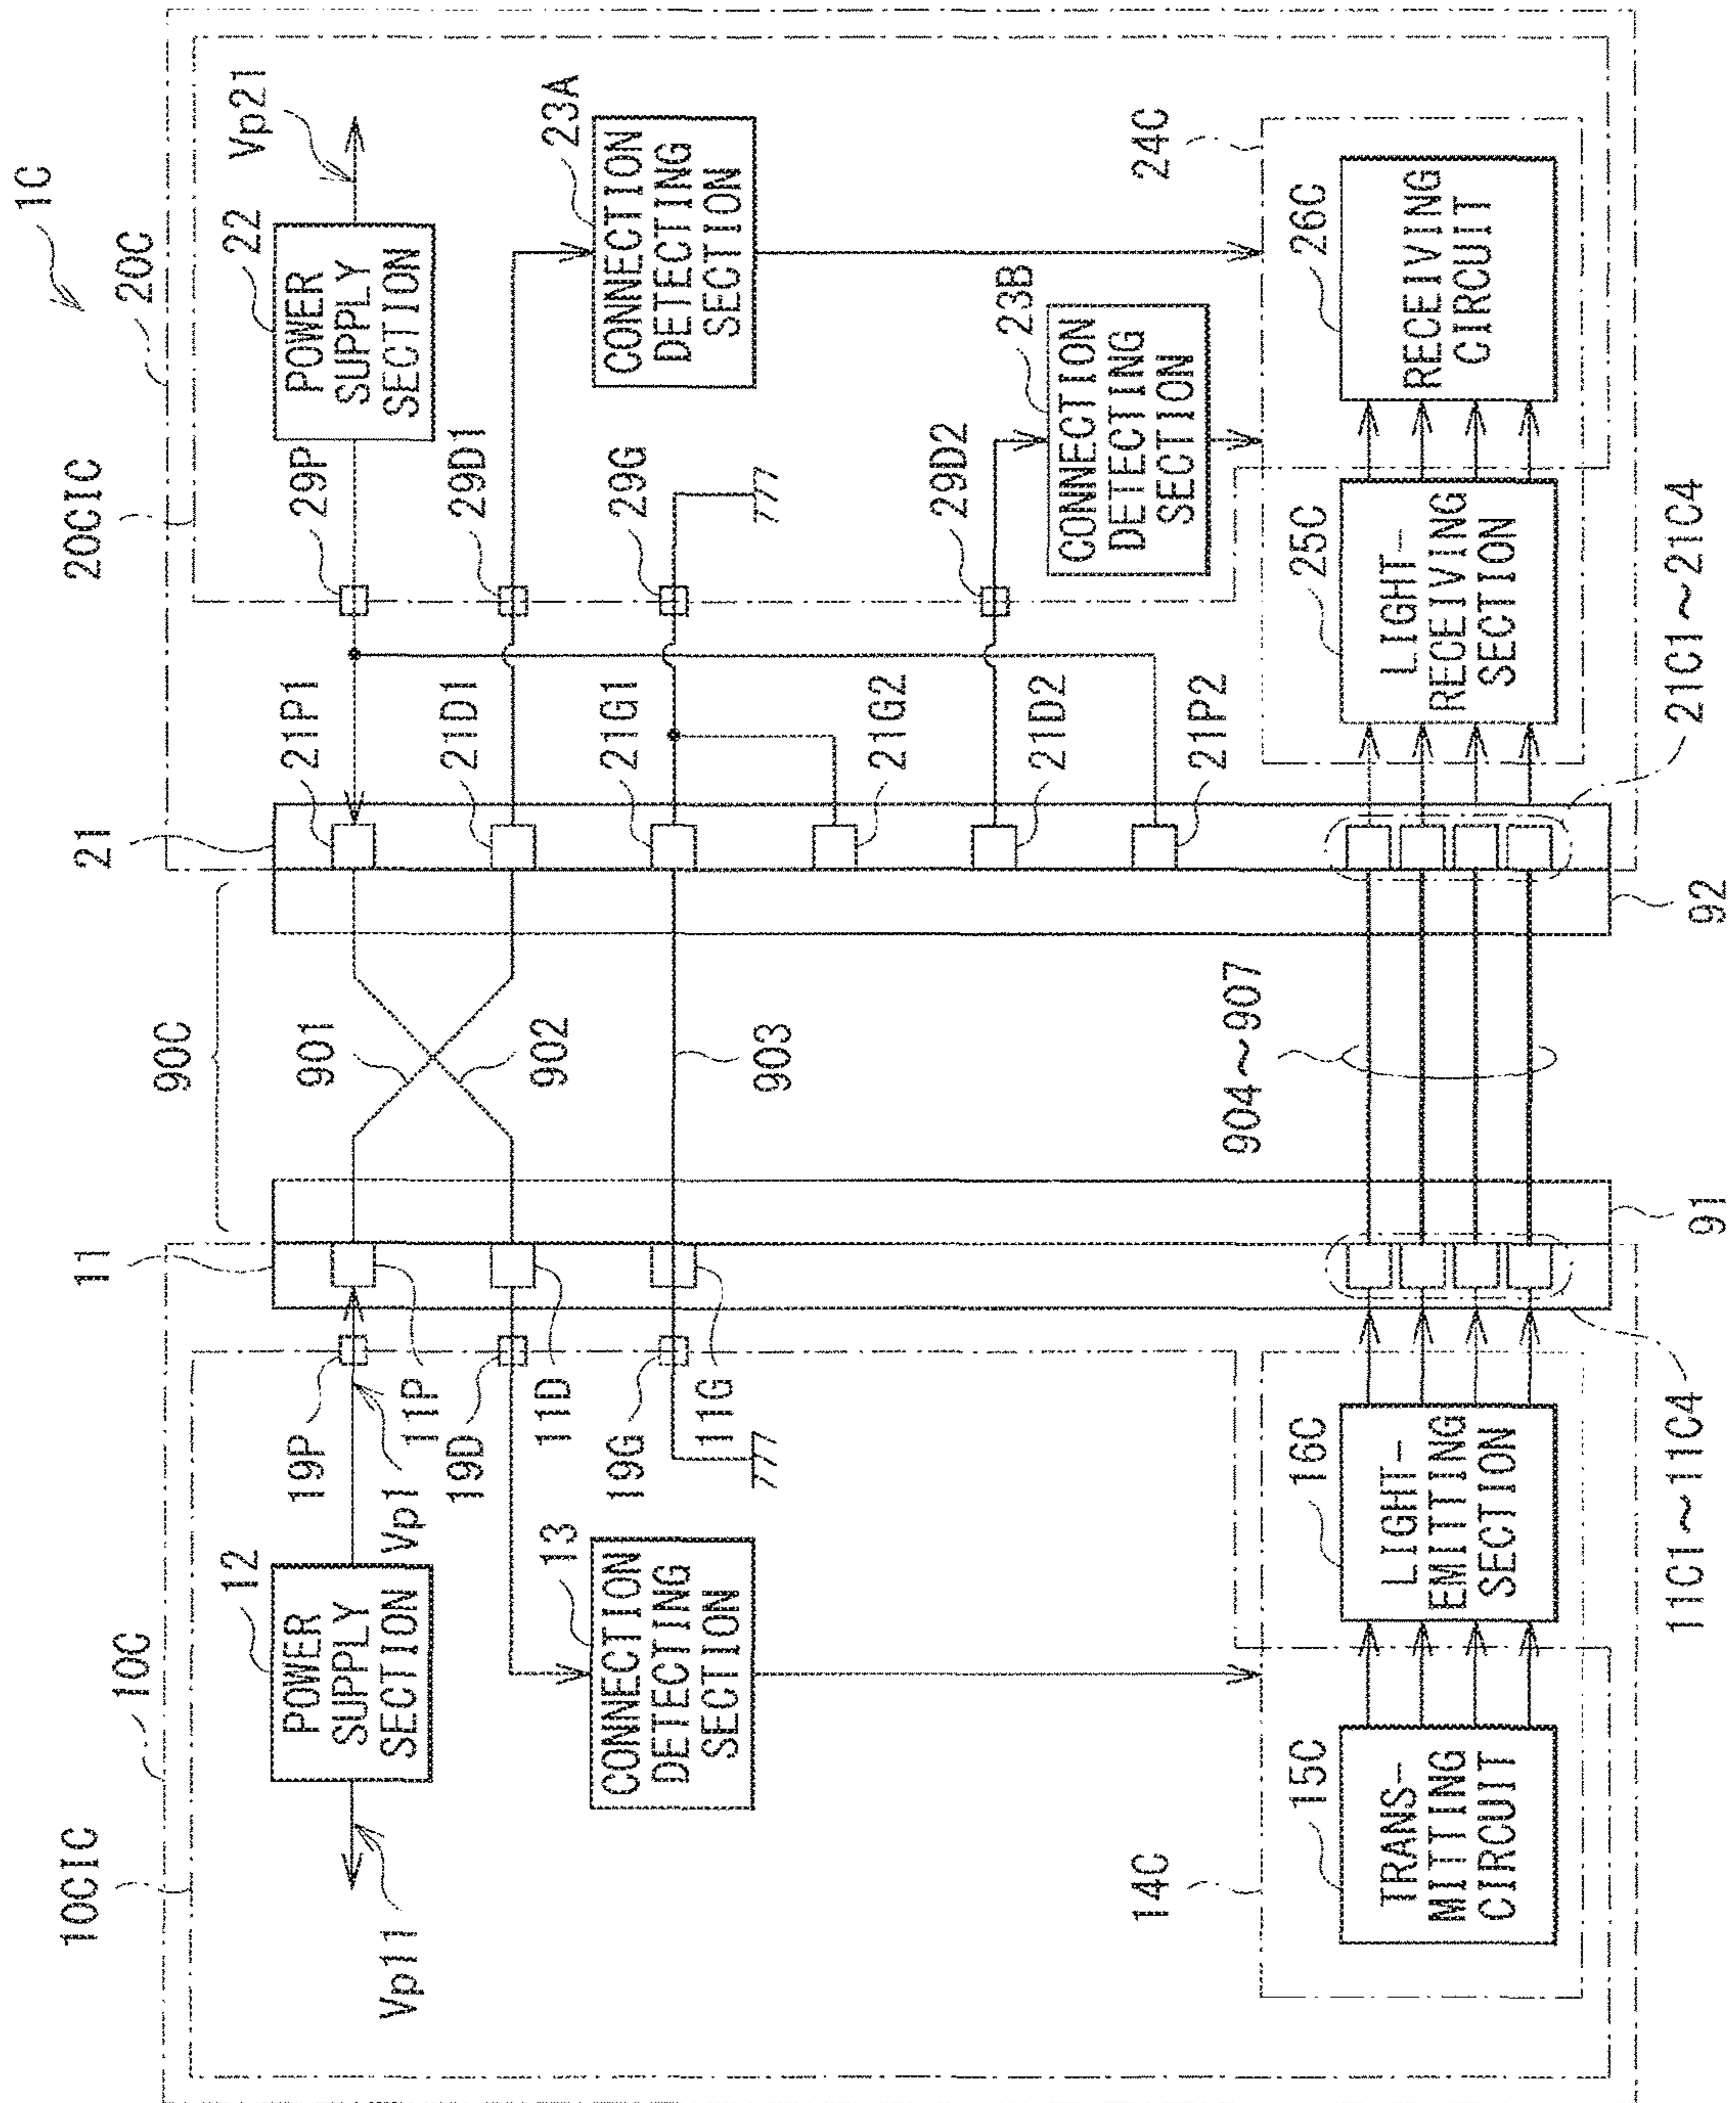 1C
10C
20C
10CIC
20CIC
11
90C
21
12
POWER
SUPPLY
SECTION
Vp11
Vp1
19P
11P
901
21P1
29P
22
POWER
SUPPLY
SECTION
Vp21
19D
11D
902
21D1
29D1
13
CONNECTION
DETECTING
SECTION
19G
11G
903
21G1
29G
23A
CONNECTION
DETECTING
SECTION
21G2
21D2
29D2
23B
CONNECTION
DETECTING
SECTION
21P2
14C
904~907
24C
15C
TRANS-
MITTING
CIRCUIT
16C
LIGHT-
EMITTING
SECTION
25C
LIGHT-
RECEIVING
SECTION
26C
RECEIVING
CIRCUIT
11C1~11C4
91
92
21C1~21C4